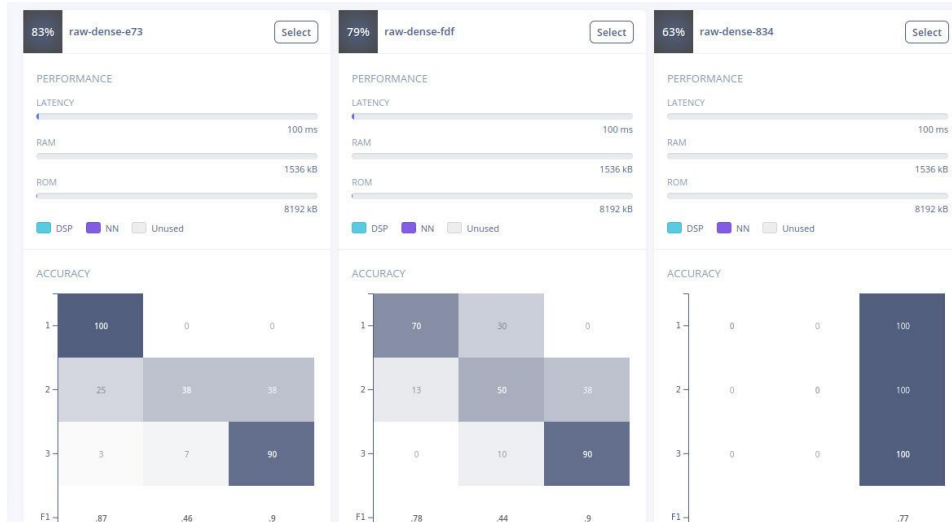 83% raw-dense-e73 Select
PERFORMANCE
LATENCY
100 ms
RAM
1536 kB
ROM
8192 kB
DSP NN Unused
ACCURACY
1 100 0 0
2 25 38 38
3 3 7 90
F1 .87 .46 .9
79% raw-dense-fdf Select
PERFORMANCE
LATENCY
100 ms
RAM
1536 kB
ROM
8192 kB
DSP NN Unused
ACCURACY
1 70 30 0
2 13 50 38
3 0 10 90
F1 .78 .44 .9
63% raw-dense-834 Select
PERFORMANCE
LATENCY
100 ms
RAM
1536 kB
ROM
8192 kB
DSP NN Unused
ACCURACY
1 0 0 100
2 0 0 100
3 0 0 100
F1 .77